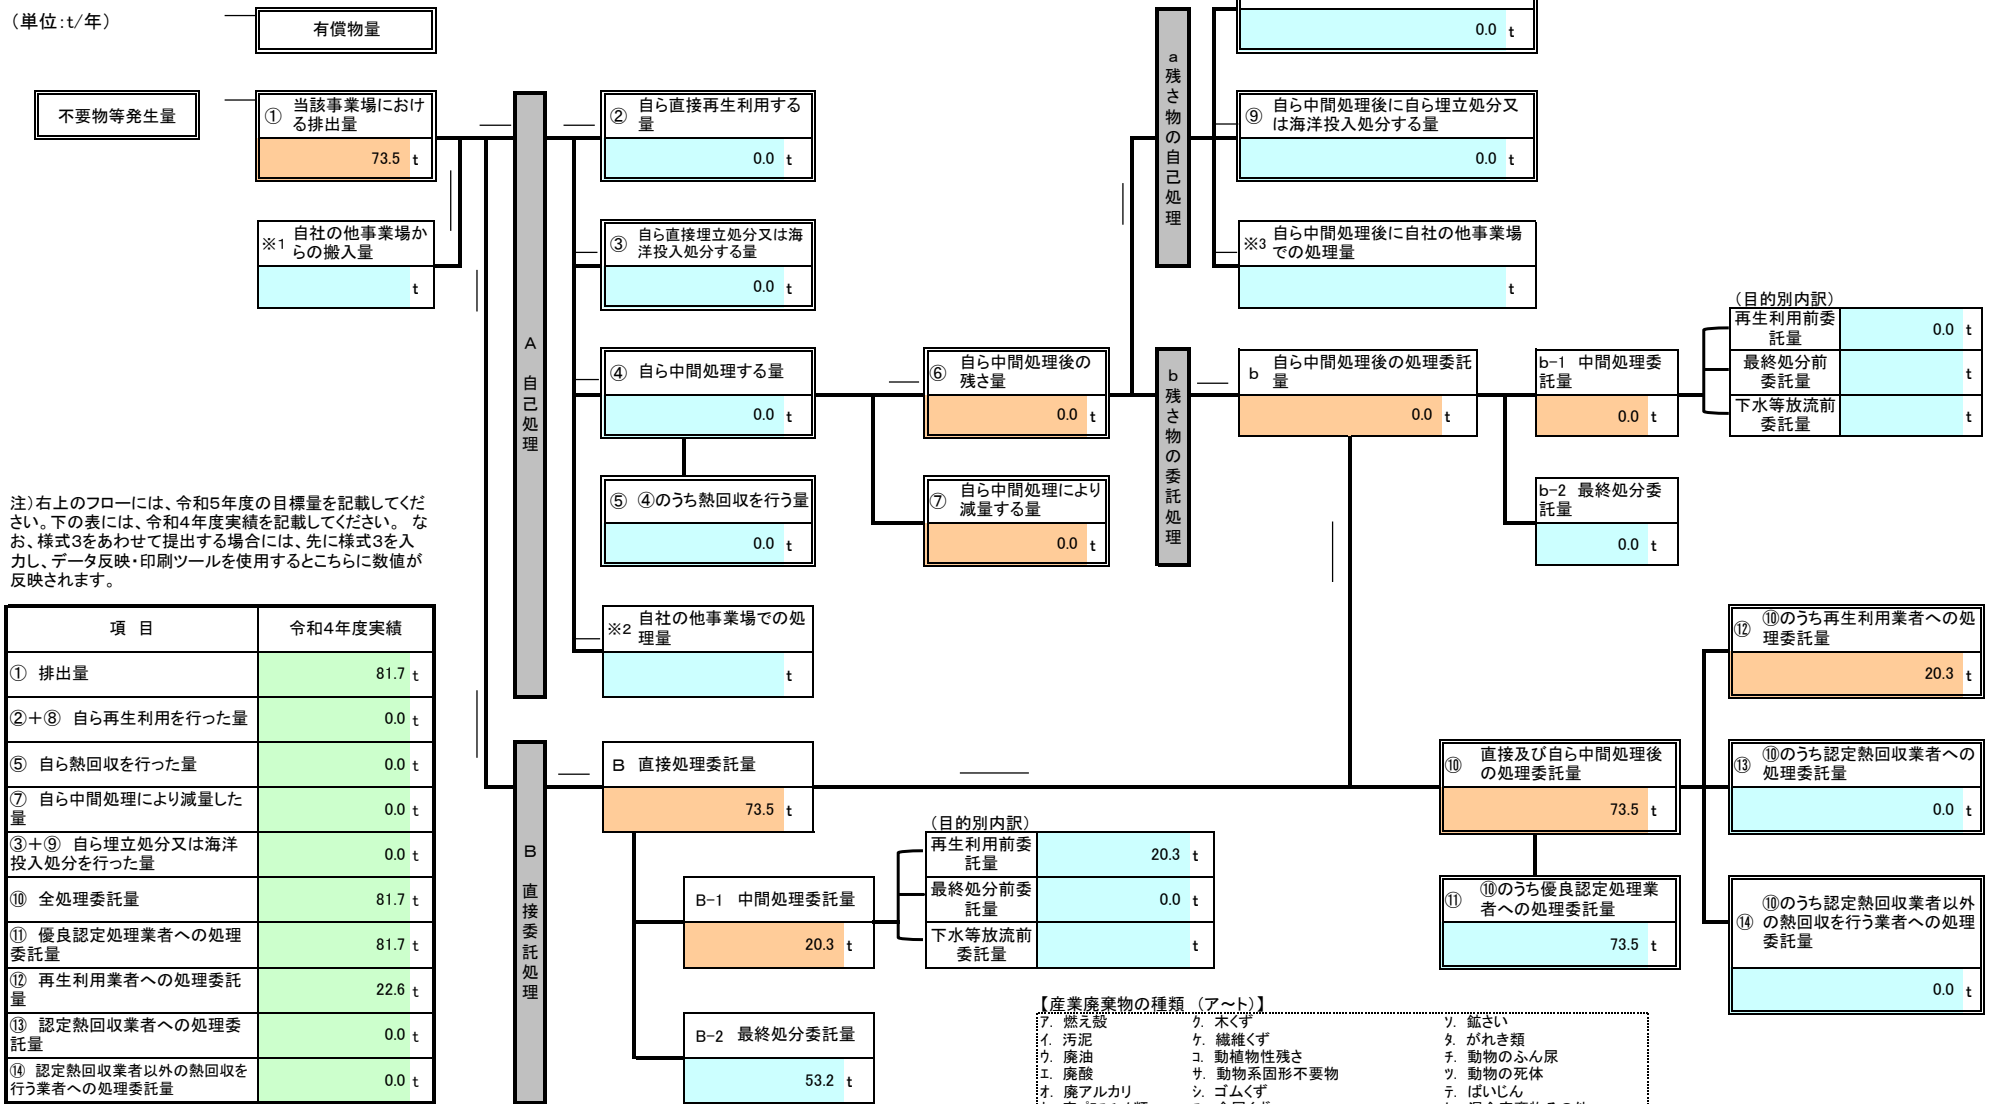 （単位：t/年）
有償物量
0.0 t
不要物等発生量
① 当該事業場におけ
る排出量
73.5 t
※1 自社の他事業場か
らの搬入量
t
A 自己処理
② 自ら直接再生利用する
量
0.0 t
③ 自ら直接埋立処分又は海
洋投入処分する量
0.0 t
④ 自ら中間処理する量
0.0 t
⑤ ④のうち熱回収を行う量
0.0 t
※2 自社の他事業場での処
理量
t
⑥ 自ら中間処理後の
残さ量
0.0 t
⑦ 自ら中間処理により
減量する量
0.0 t
a残さ物の自己処理
⑨ 自ら中間処理後に自ら埋立処分又
は海洋投入処分する量
0.0 t
※3 自ら中間処理後に自社の他事業場
での処理量
t
b残さ物の委託処理
b 自ら中間処理後の処理委託
量
0.0 t
b-1 中間処理委
託量
0.0 t
b-2 最終処分委
託量
0.0 t
（目的別内訳）
再生利用前委
託量
0.0 t
最終処分前
委託量
t
下水等放流前
委託量
t
注）右上のフローには、令和5年度の目標量を記載してくだ
さい。下の表には、令和4年度実績を記載してください。 な
お、様式3をあわせて提出する場合には、先に様式3を入
力し、データ反映・印刷ツールを使用するとこちらに数値が
反映されます。
項 目 令和4年度実績
① 排出量 81.7 t
②＋⑧ 自ら再生利用を行った量 0.0 t
⑤ 自ら熱回収を行った量 0.0 t
⑦ 自ら中間処理により減量した
量 0.0 t
③＋⑨ 自ら埋立処分又は海洋
投入処分を行った量 0.0 t
⑩ 全処理委託量 81.7 t
⑪ 優良認定処理業者への処理
委託量 81.7 t
⑫ 再生利用業者への処理委託
量 22.6 t
⑬ 認定熱回収業者への処理委
託量 0.0 t
⑭ 認定熱回収業者以外の熱回収を
行う業者への処理委託量 0.0 t
B 直接委託処理
B 直接処理委託量
73.5 t
B-1 中間処理委託量
20.3 t
B-2 最終処分委託量
53.2 t
（目的別内訳）
再生利用前委
託量
20.3 t
最終処分前委
託量
0.0 t
下水等放流前
委託量
t
⑩ 直接及び自ら中間処理後
の処理委託量
73.5 t
⑪ ⑩のうち優良認定処理業
者への処理委託量
73.5 t
⑫ ⑩のうち再生利用業者への処
理委託量
20.3 t
⑬ ⑩のうち認定熱回収業者への
処理委託量
0.0 t
⑭ ⑩のうち認定熱回収業者以外
の熱回収を行う業者への処理
委託量
0.0 t
【産業廃棄物の種類 （ア～ト）】
ア. 燃え殻 ク. 木くず ソ. 鉱さい
イ. 汚泥 ケ. 繊維くず タ. がれき類
ウ. 廃油 コ. 動植物性残さ チ. 動物のふん尿
エ. 廃酸 サ. 動物系固形不要物 ツ. 動物の死体
オ. 廃アルカリ シ. ゴムくず テ. ばいじん